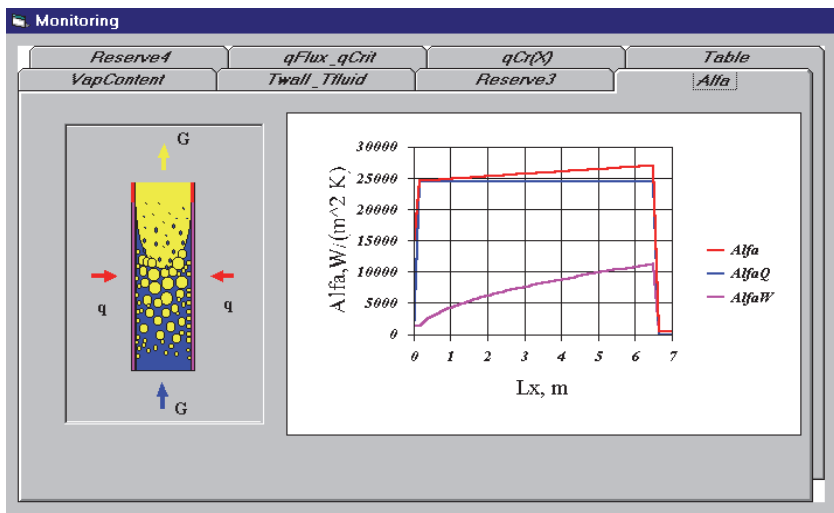 Monitoring
Reserve4 qFlux_qCrit qCr(X) Table
VapContent Twall_Tfluid Reserve3 Alfa
G
q q
G
Alfa,W/(m^2 K)
30000
25000
20000
15000
10000
5000
0
0 1 2 3 4 5 6 7
Lx, m
Alfa
AlfaQ
AlfaW